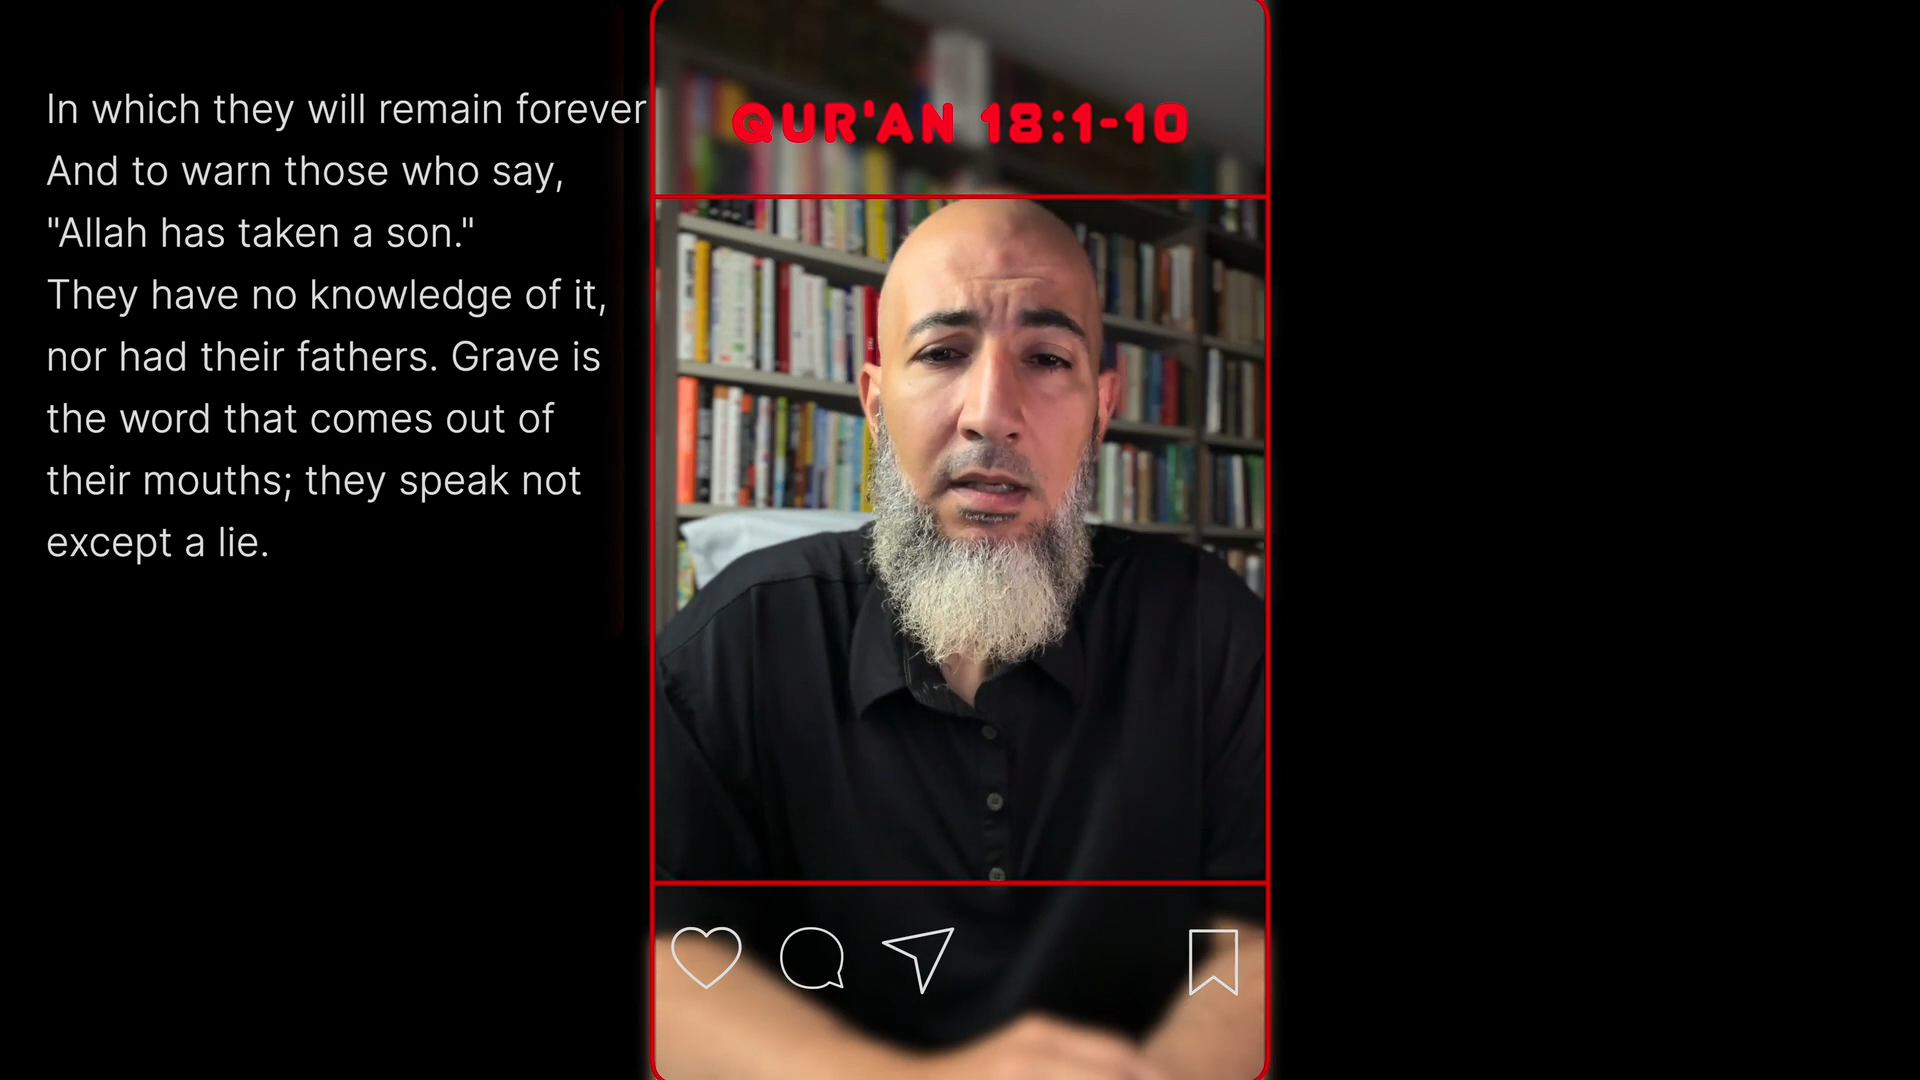 In which they will remain forever
And to warn those who say,
"Allah has taken a son."
They have no knowledge of it,
nor had their fathers. Grave is
the word that comes out of
their mouths; they speak not
except a lie.
QUR'AN 18:1-10